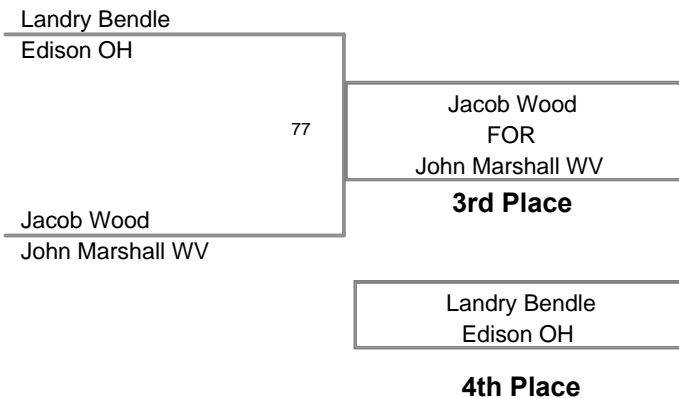 Landry Bendle
Edison OH
77
Jacob Wood
FOR
John Marshall WV
3rd Place
Jacob Wood
John Marshall WV
Landry Bendle
Edison OH
4th Place